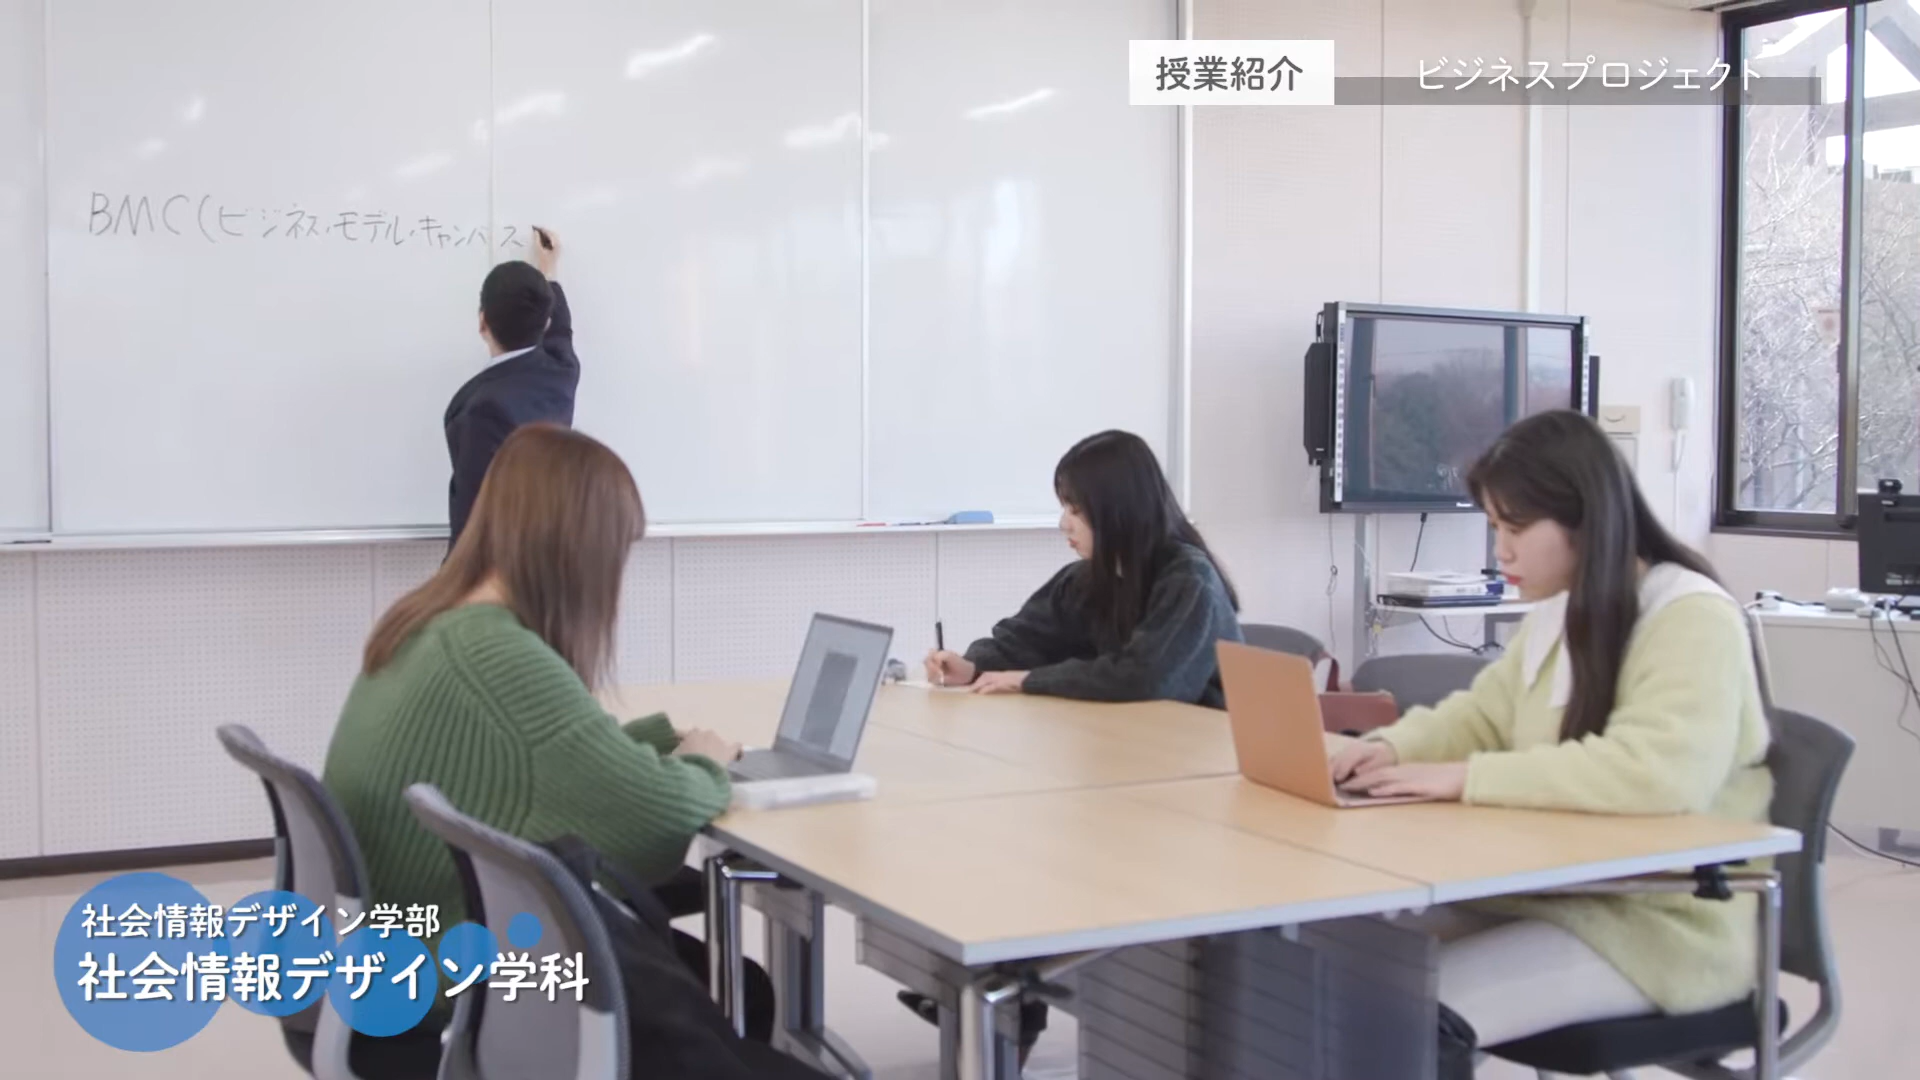 授業紹介 ビジネスプロジェクト
BMC(ビジネス・モデル・キャンバス
社会情報デザイン学部
社会情報デザイン学科